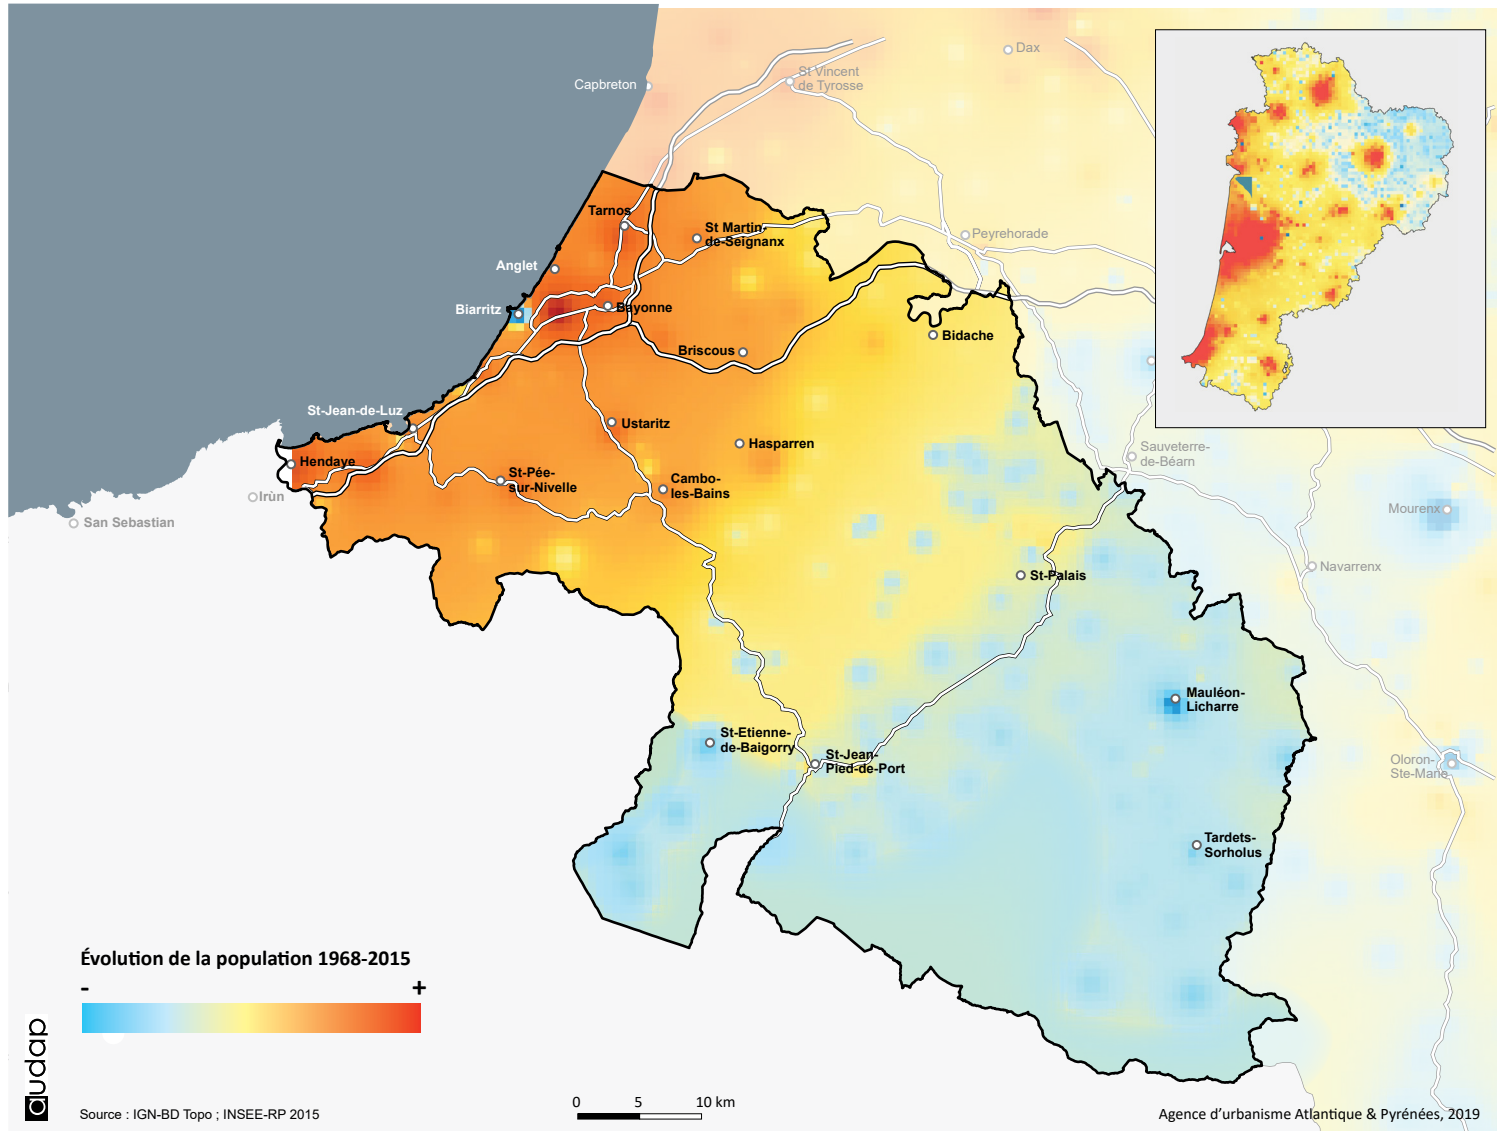 Dax
St Vincent
de Tyrosse
Capbreton
Tarnos
St Martin-
de-Seignanx
Peyrehorade
Anglet
Biarritz
Bayonne
Bidache
Briscous
St-Jean-de-Luz
Ustaritz
Hasparren
Hendaye
St-Pée-
sur-Nivelle
Cambo-
les-Bains
Sauveterre-
de-Béarn
Irùn
San Sebastian
Mourenx
St-Palais
Navarrenx
Mauléon-
Licharre
St-Etienne-
de-Baigorry
St-Jean-
Pied-de-Port
Oloron-
Ste-Marie
Tardets-
Sorholus
Évolution de la population 1968-2015
- +
audap
Source : IGN-BD Topo ; INSEE-RP 2015
0 5 10 km
Agence d'urbanisme Atlantique & Pyrénées, 2019